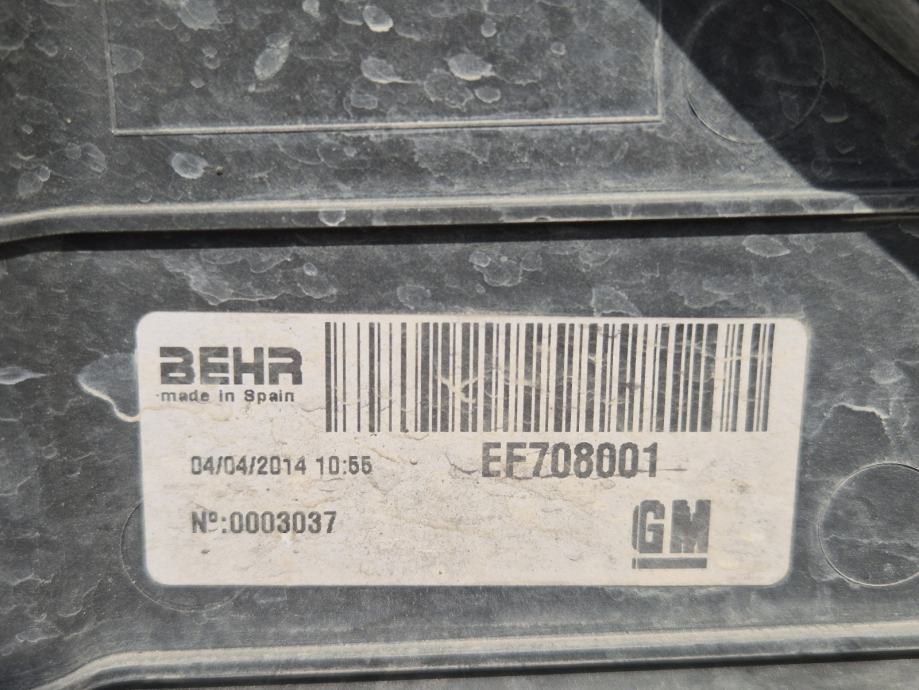 BEHR
made in Spain
04/04/2014 10:55
EF708001
Nº:0003037
GM